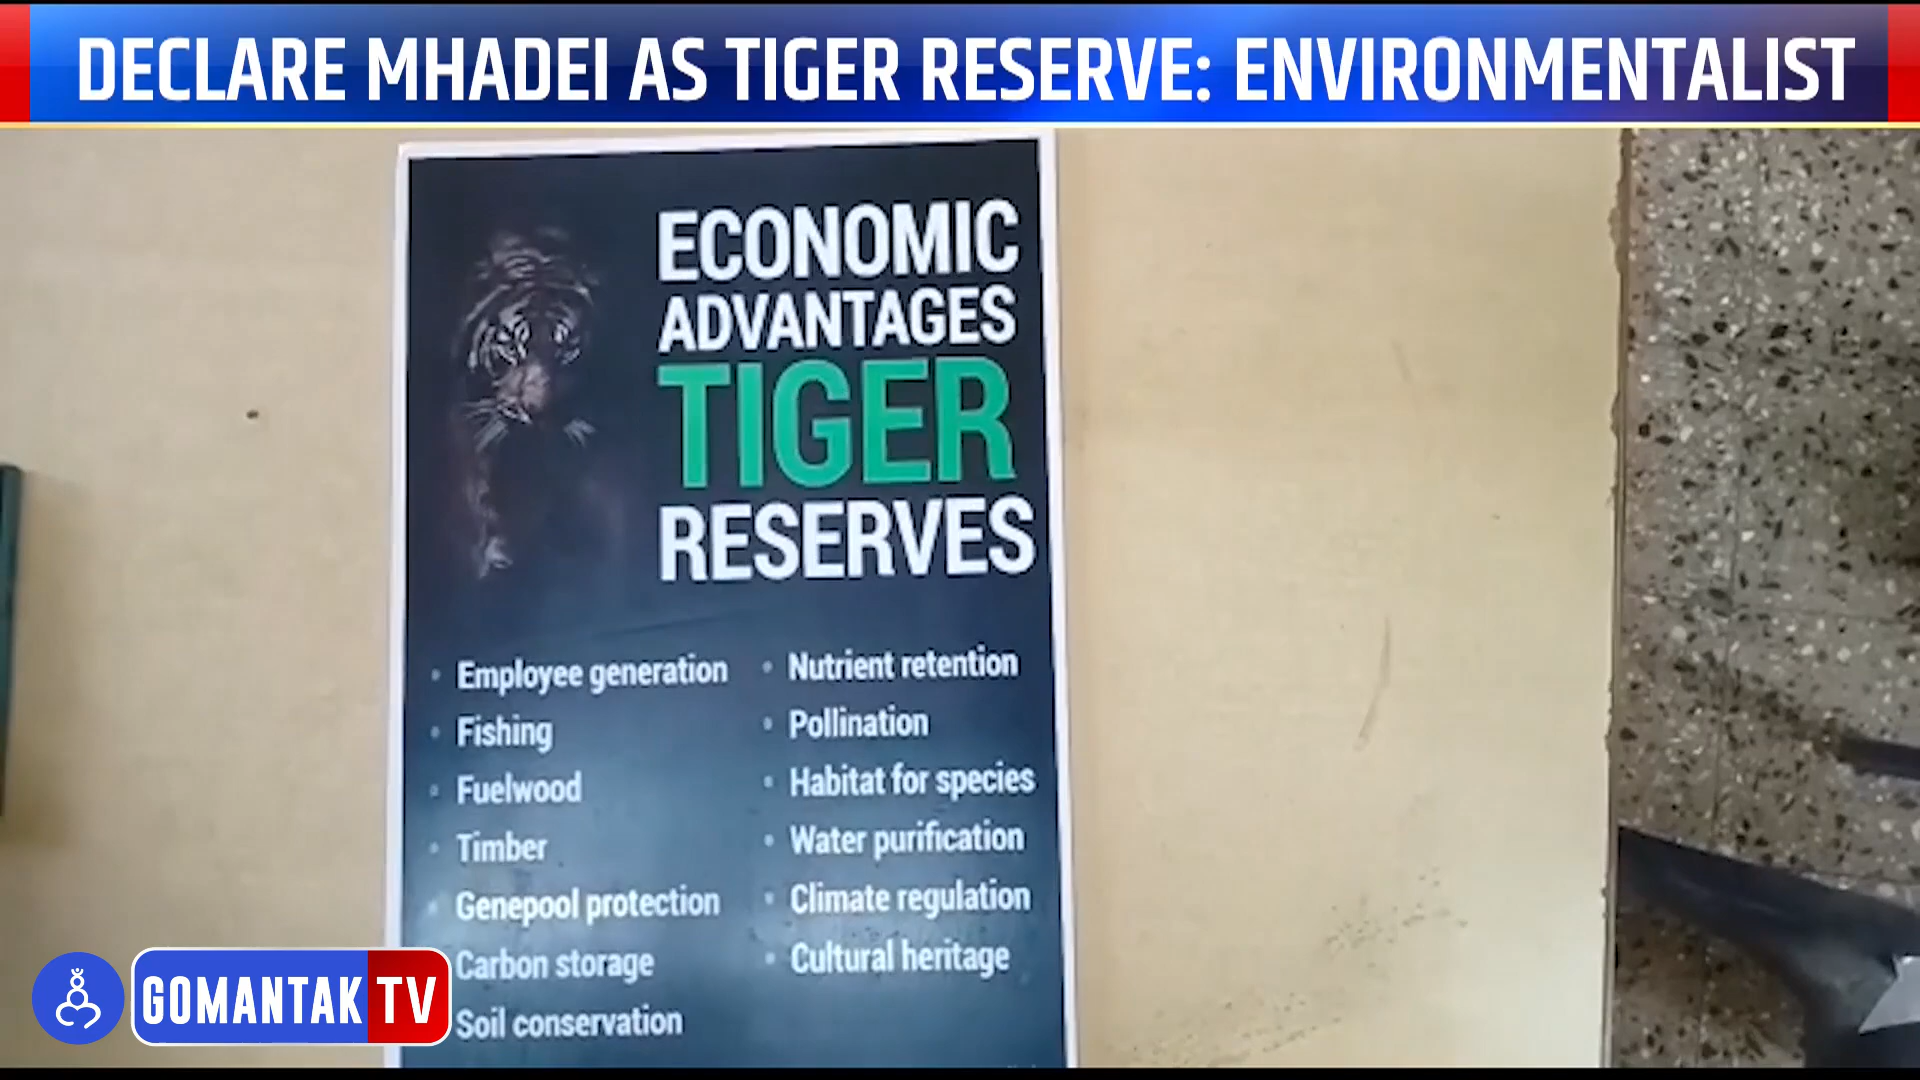 DECLARE MHADEI AS TIGER RESERVE: ENVIRONMENTALIST
ECONOMIC
ADVANTAGES
TIGER
RESERVES
Employee generation
Fishing
Fuelwood
Timber
Genepool protection
Carbon storage
Soil conservation
Nutrient retention
Pollination
Habitat for species
Water purification
Climate regulation
Cultural heritage
GOMANTAK TV